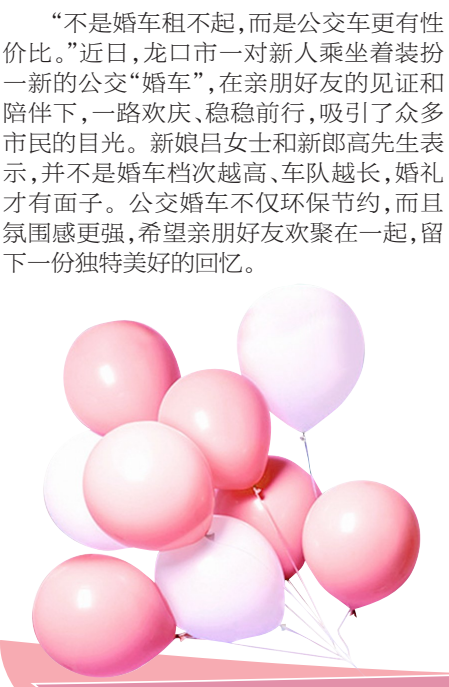 “不是婚车租不起，而是公交车更有性
价比。”近日，龙口市一对新人乘坐着装扮
一新的公交“婚车”，在亲朋好友的见证和
陪伴下，一路欢庆、稳稳前行，吸引了众多
市民的目光。新娘吕女士和新郎高先生表
示，并不是婚车档次越高、车队越长，婚礼
才有面子。公交婚车不仅环保节约，而且
氛围感更强，希望亲朋好友欢聚在一起，留
下一份独特美好的回忆。